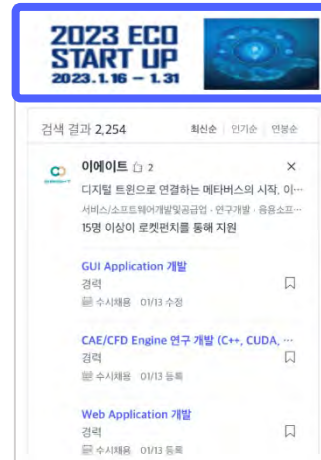 2023 ECO
START UP
2023.1.16 – 1.31
검색 결과 2,254 최신순 인기순 연봉순
이에이트 2 ×
디지털 트윈으로 연결하는 메타버스의 시작, 이…
서비스/소프트웨어개발및공급업 · 연구개발 · 응용소프…
15명 이상이 로켓펀치를 통해 지원
GUI Application 개발
경력
수시채용 01/13 수정
CAE/CFD Engine 연구 개발 (C++, CUDA, …
경력
수시채용 01/13 등록
Web Application 개발
경력
수시채용 01/13 등록